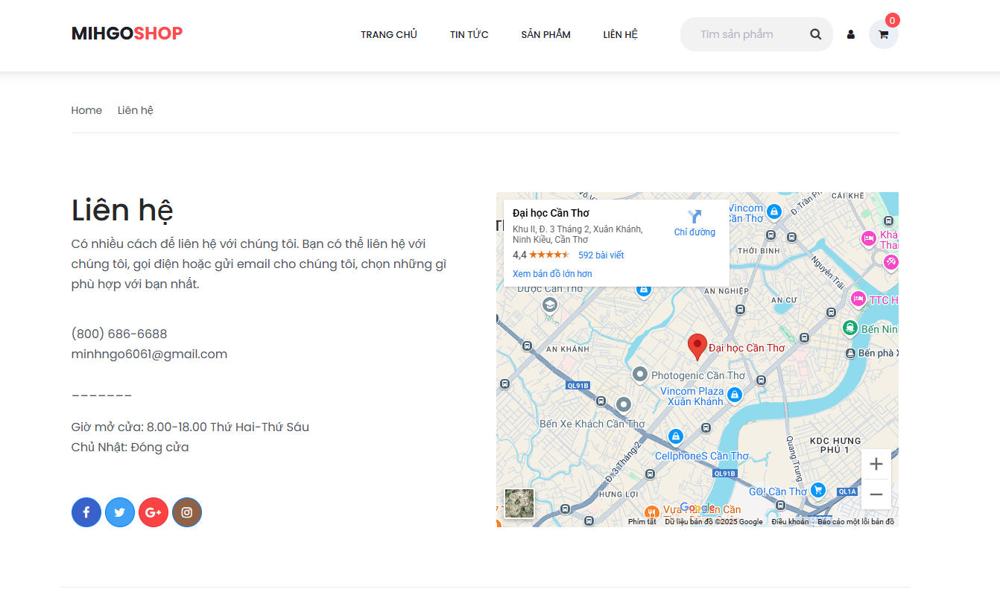 MIHGOSHOP
TRANG CHỦ
TIN TỨC
SẢN PHẨM
LIÊN HỆ
Tìm sản phẩm
0
Home
Liên hệ
Liên hệ
Có nhiều cách để liên hệ với chúng tôi. Bạn có thể liên hệ với
chúng tôi, gọi điện hoặc gửi email cho chúng tôi, chọn những gì
phù hợp với bạn nhất.
(800) 686-6688
minhngo6061@gmail.com
_______
Giờ mở cửa: 8.00-18.00 Thứ Hai-Thứ Sáu
Chủ Nhật: Đóng cửa
Đại học Cần Thơ
Khu II, Đ. 3 Tháng 2, Xuân Khánh,
Ninh Kiều, Cần Thơ
4,4
592 bài viết
Xem bản đồ lớn hơn
Chỉ đường
Vincom
Cần Thơ
Đ. Trần Ph
CÁI KHẾ
Khá
Thai
THỚI BÌNH
Nguyễn Trãi
Dược Cần Thơ
AN NGHIỆP
AN CƯ
TTC H
Bến Nin
AN KHÁNH
Đại học Cần Thơ
Bến phà X
Photogenic Cần Thơ
QL91B
Vincom Plaza
Xuân Khánh
Bến Xe Khách Cần Thơ
CellphoneS Cần Thơ
KDC HƯNG
PHÚ 1
Đ. 3 Tháng 2
Quang Trung
QL91B
HƯNG LỢI
GO! Cần Thơ
QL1A
Google
Phím tắt
Dữ liệu bản đồ ©2025 Google
Điều khoản
Báo cáo một lỗi bản đồ